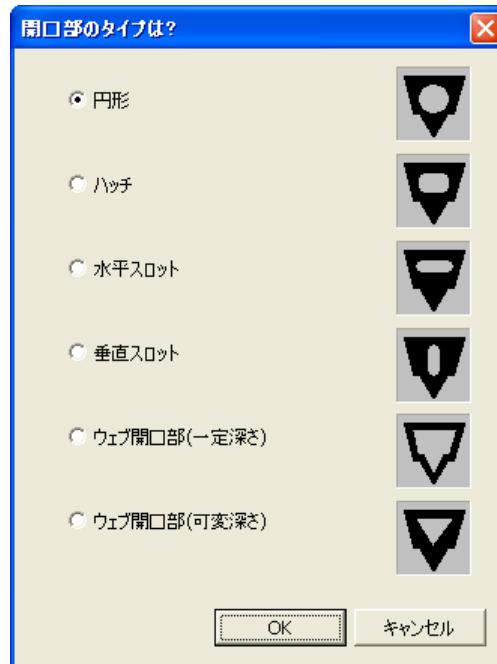 開口部のタイプは?
円形
ハッチ
水平スロット
垂直スロット
ウェブ開口部(一定深さ)
ウェブ開口部(可変深さ)
OK
キャンセル